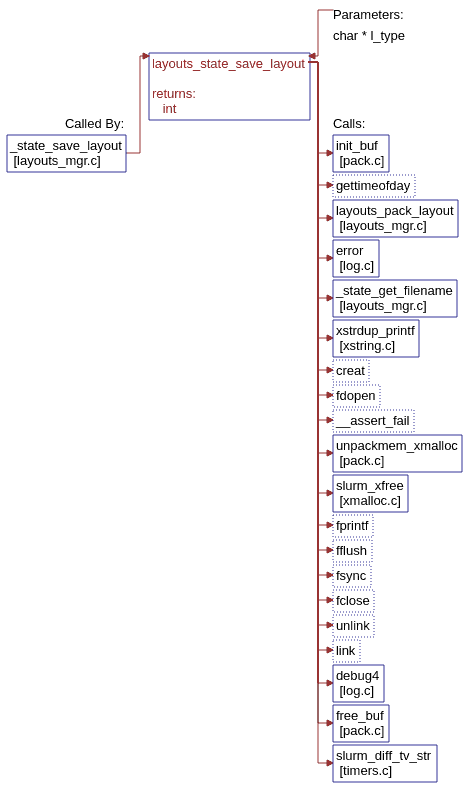 Parameters:
char * l_type
layouts_state_save_layout
returns:
int
Called By:
_state_save_layout
[layouts_mgr.c]
Calls:
init_buf
[pack.c]
gettimeofday
layouts_pack_layout
[layouts_mgr.c]
error
[log.c]
_state_get_filename
[layouts_mgr.c]
xstrdup_printf
[xstring.c]
creat
fdopen
__assert_fail
unpackmem_xmalloc
[pack.c]
slurm_xfree
[xmalloc.c]
fprintf
fflush
fsync
fclose
unlink
link
debug4
[log.c]
free_buf
[pack.c]
slurm_diff_tv_str
[timers.c]